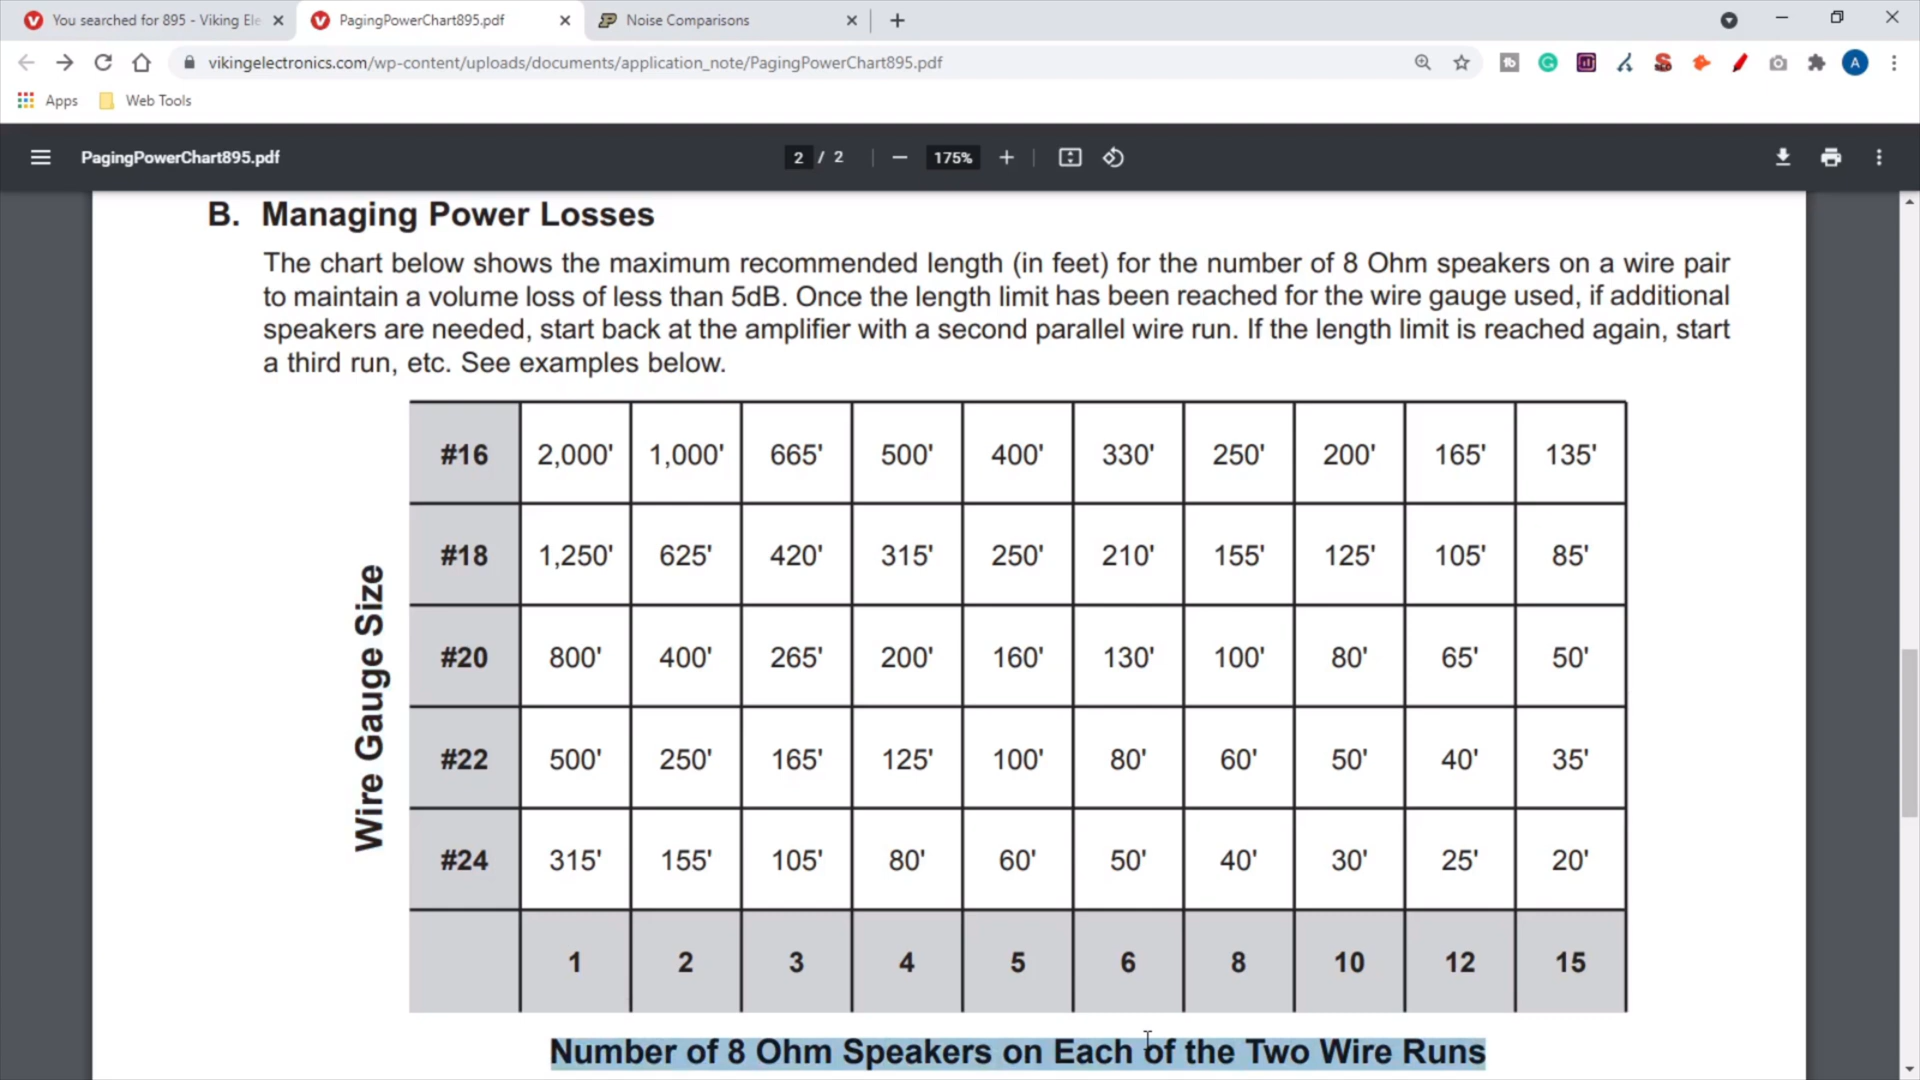 You searched for 895 - Viking Ele
PagingPowerChart895.pdf
Noise Comparisons
vikingelectronics.com/wp-content/uploads/documents/application_note/PagingPowerChart895.pdf
A
Apps
Web Tools
PagingPowerChart895.pdf
2 / 2
175%
B. Managing Power Losses
The chart below shows the maximum recommended length (in feet) for the number of 8 Ohm speakers on a wire pair
to maintain a volume loss of less than 5dB. Once the length limit has been reached for the wire gauge used, if additional
speakers are needed, start back at the amplifier with a second parallel wire run. If the length limit is reached again, start
a third run, etc. See examples below.
Wire Gauge Size
#16 2,000' 1,000' 665' 500' 400' 330' 250' 200' 165' 135'
#18 1,250' 625' 420' 315' 250' 210' 155' 125' 105' 85'
#20 800' 400' 265' 200' 160' 130' 100' 80' 65' 50'
#22 500' 250' 165' 125' 100' 80' 60' 50' 40' 35'
#24 315' 155' 105' 80' 60' 50' 40' 30' 25' 20'
1 2 3 4 5 6 8 10 12 15
Number of 8 Ohm Speakers on Each of the Two Wire Runs